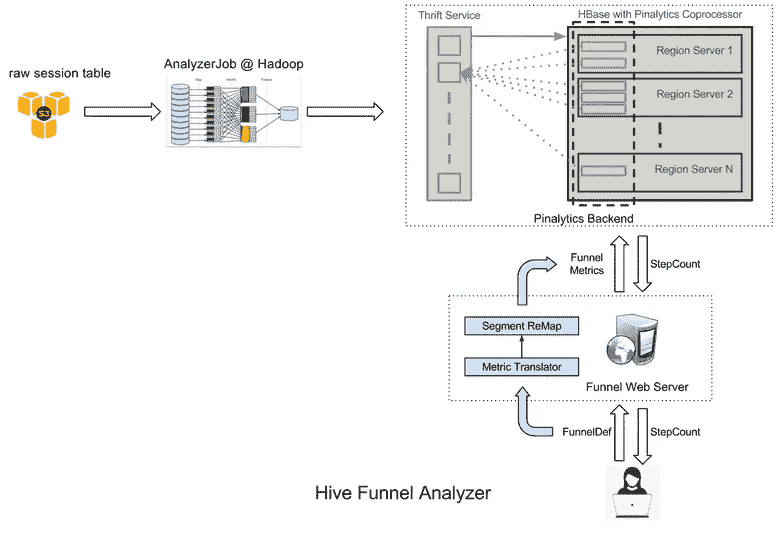 Thrift Service
HBase with Pinalytics Coprocessor
Region Server 1
Region Server 2
Region Server N
Pinalytics Backend
raw session table
S3
AnalyzerJob @ Hadoop
Map
Shuffle
Reduce
Funnel
Metrics
StepCount
Segment ReMap
Metric Translator
Funnel Web Server
FunnelDef
StepCount
Hive Funnel Analyzer